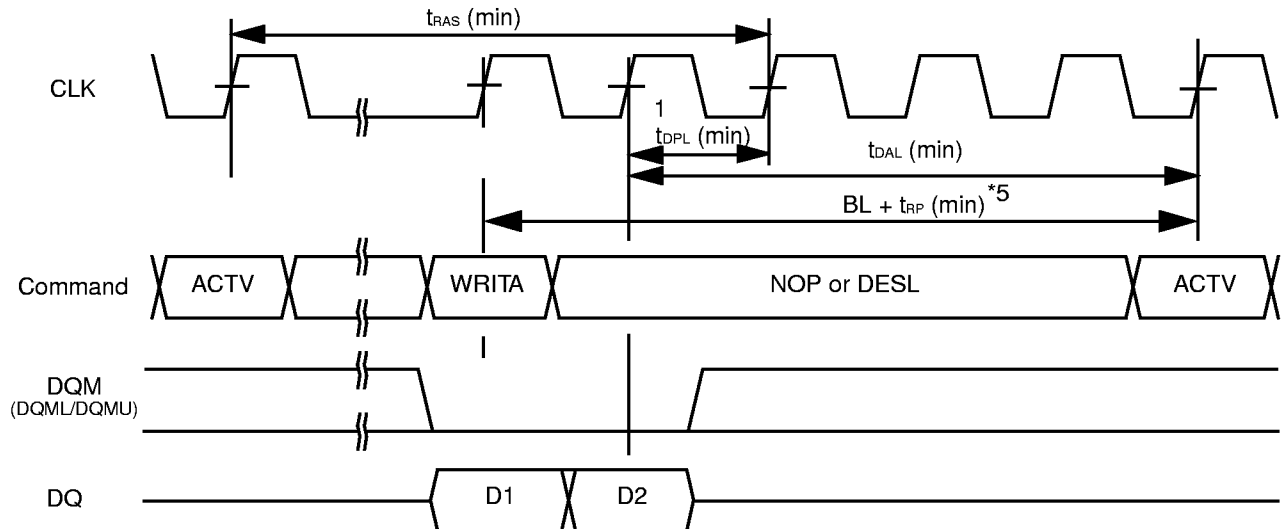 tRAS (min)
CLK
1
tDPL (min)
tDAL (min)
BL + tRP (min)*5
Command ACTV WRITA NOP or DESL ACTV
DQM
(DQML/DQMU)
DQ D1 D2